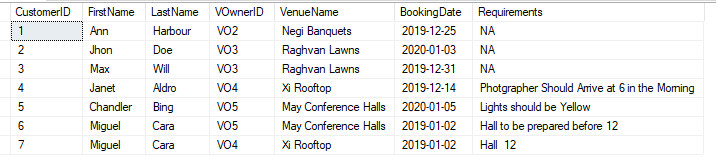 CustomerID FirstName LastName VOwnerID VenueName BookingDate Requirements
1 Ann Harbour VO2 Negi Banquets 2019-12-25 NA
2 Jhon Doe VO3 Raghvan Lawns 2020-01-03 NA
3 Max Will VO3 Raghvan Lawns 2019-12-31 NA
4 Janet Aldro VO4 Xi Rooftop 2019-12-14 Photgrapher Should Arrive at 6 in the Morning
5 Chandler Bing VO5 May Conference Halls 2020-01-05 Lights should be Yellow
6 Miguel Cara VO5 May Conference Halls 2019-01-02 Hall to be prepared before 12
7 Miguel Cara VO4 Xi Rooftop 2019-01-02 Hall 12